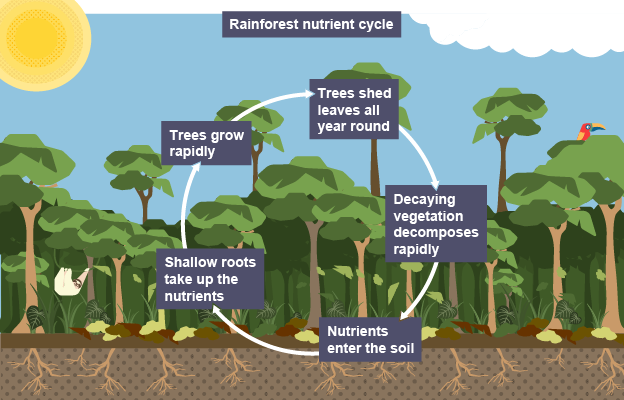 Rainforest nutrient cycle
Trees shed
leaves all
year round
Decaying
vegetation
decomposes
rapidly
Nutrients
enter the soil
Shallow roots
take up the
nutrients
Trees grow
rapidly